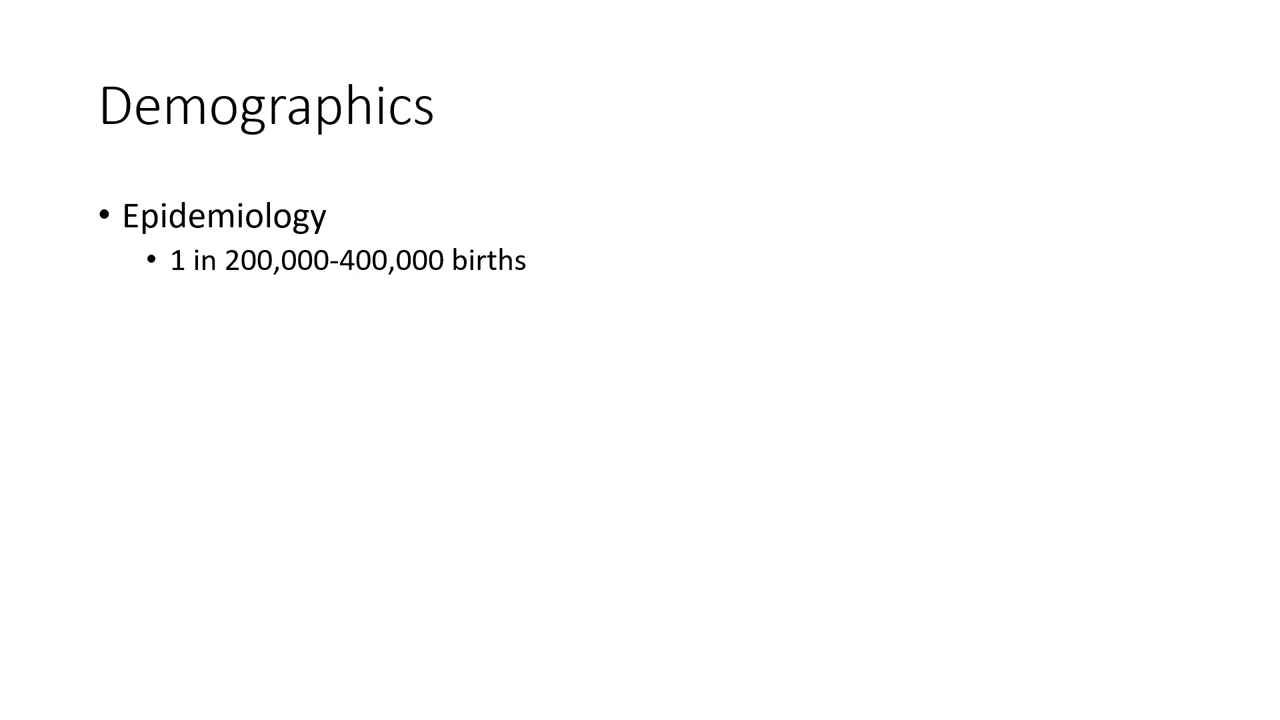 Demographics
• Epidemiology
• 1 in 200,000-400,000 births